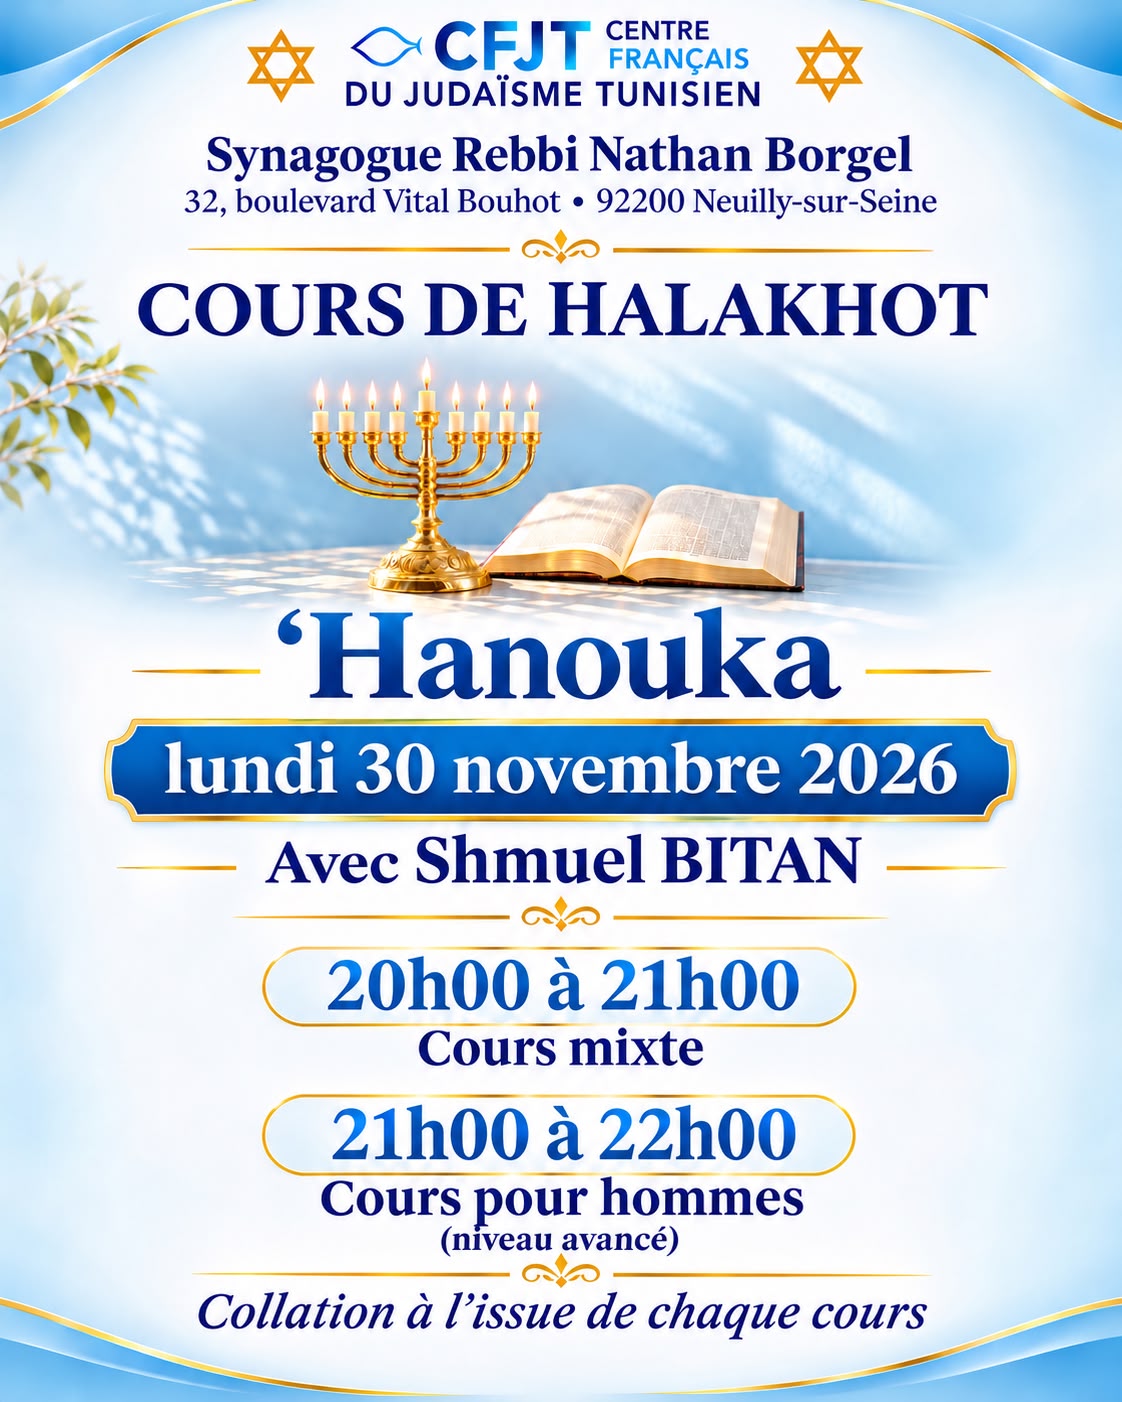 CFJT CENTRE
FRANÇAIS
DU JUDAÏSME TUNISIEN
Synagogue Rebbi Nathan Borgel
32, boulevard Vital Bouhot • 92200 Neuilly-sur-Seine
COURS DE HALAKHOT
‘Hanouka
lundi 30 novembre 2026
Avec Shmuel BITAN
20h00 à 21h00
Cours mixte
21h00 à 22h00
Cours pour hommes
(niveau avancé)
Collation à l’issue de chaque cours